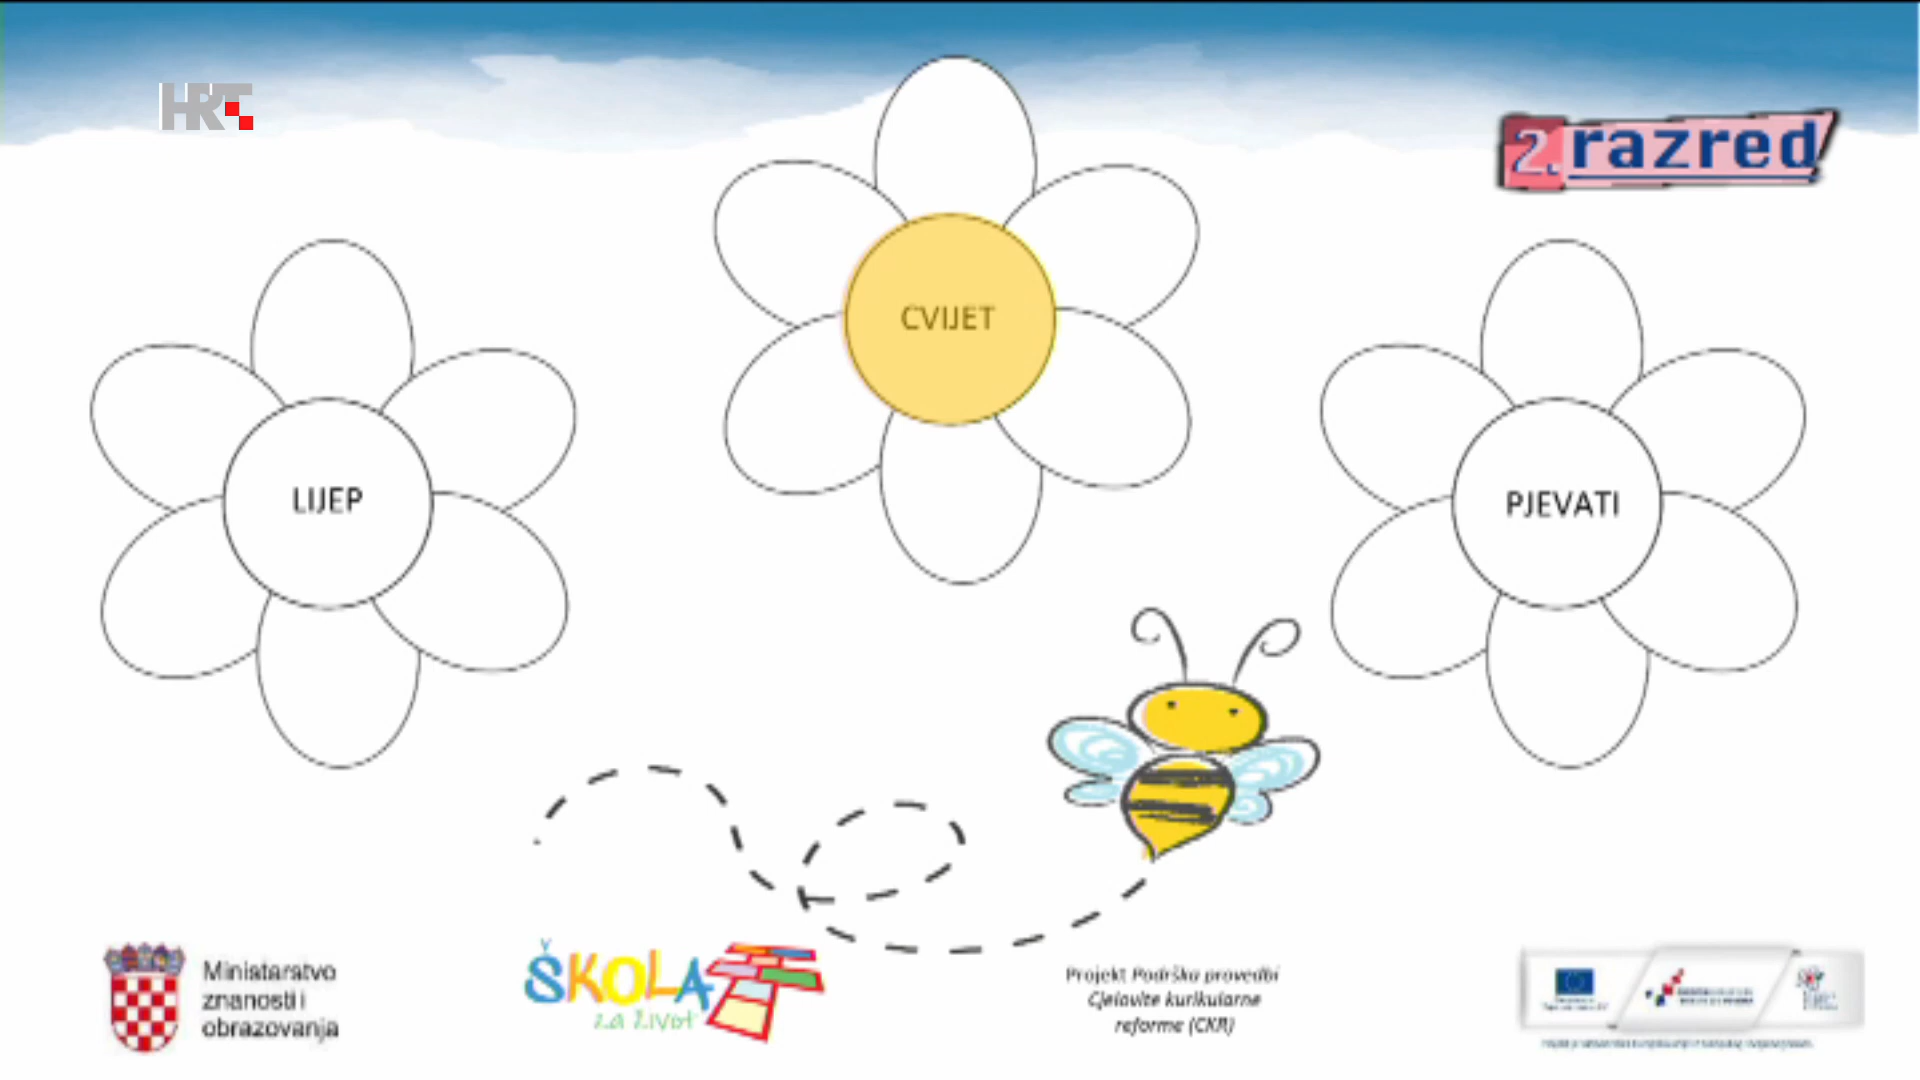 HRT
2. razred
CVIJET
LIJEP
PJEVATI
Ministarstvo
znanosti i
obrazovanja
ŠKOLA
za život
Projekt Podrška provedbi
Cjelovite kurikularne
reforme (CKR)